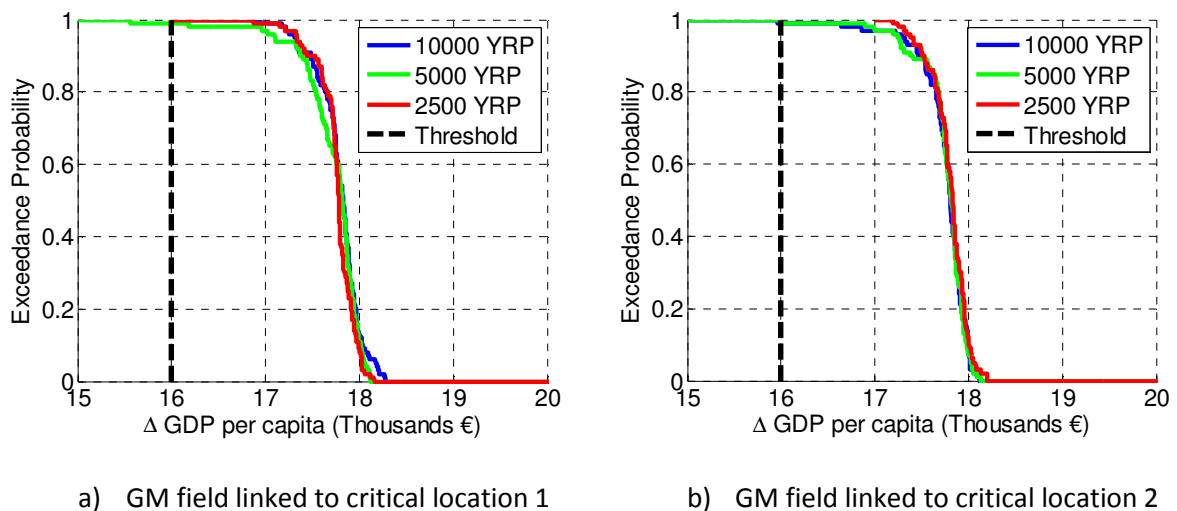 Exceedance Probability
1
0.8
0.6
0.4
0.2
0
15 16 17 18 19 20
Δ GDP per capita (Thousands €)
10000 YRP
5000 YRP
2500 YRP
Threshold
a) GM field linked to critical location 1
Exceedance Probability
1
0.8
0.6
0.4
0.2
0
15 16 17 18 19 20
Δ GDP per capita (Thousands €)
10000 YRP
5000 YRP
2500 YRP
Threshold
b) GM field linked to critical location 2